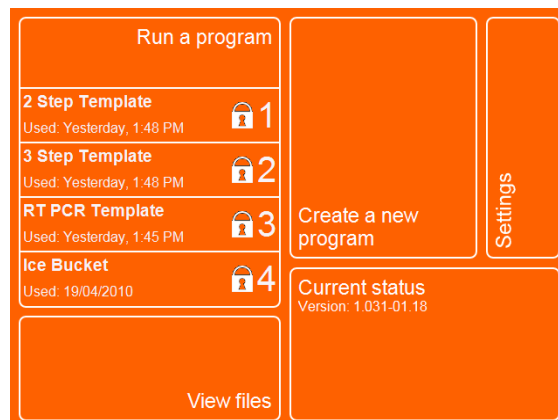 Run a program
2 Step Template
Used: Yesterday, 1:48 PM
1
3 Step Template
Used: Yesterday, 1:48 PM
2
RT PCR Template
Used: Yesterday, 1:45 PM
3
Ice Bucket
Used: 19/04/2010
4
View files
Create a new
program
Settings
Current status
Version: 1.031-01.18